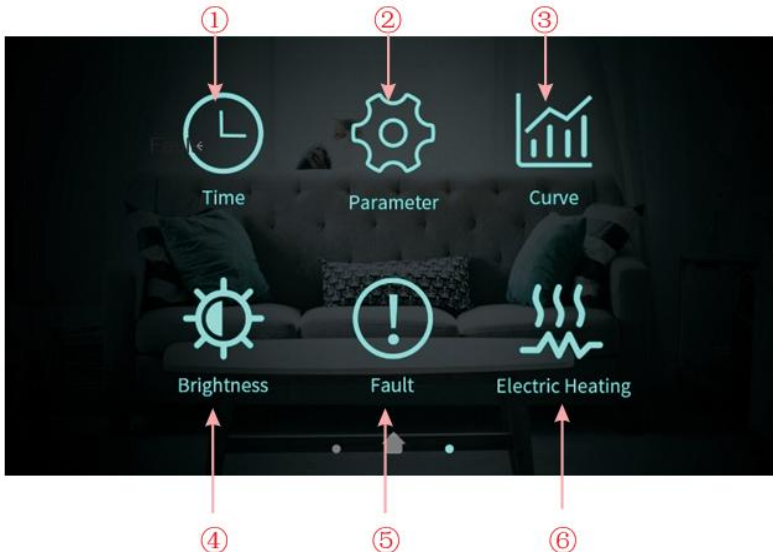 ① ② ③
Time Parameter Curve
Brightness Fault Electric Heating
④ ⑤ ⑥